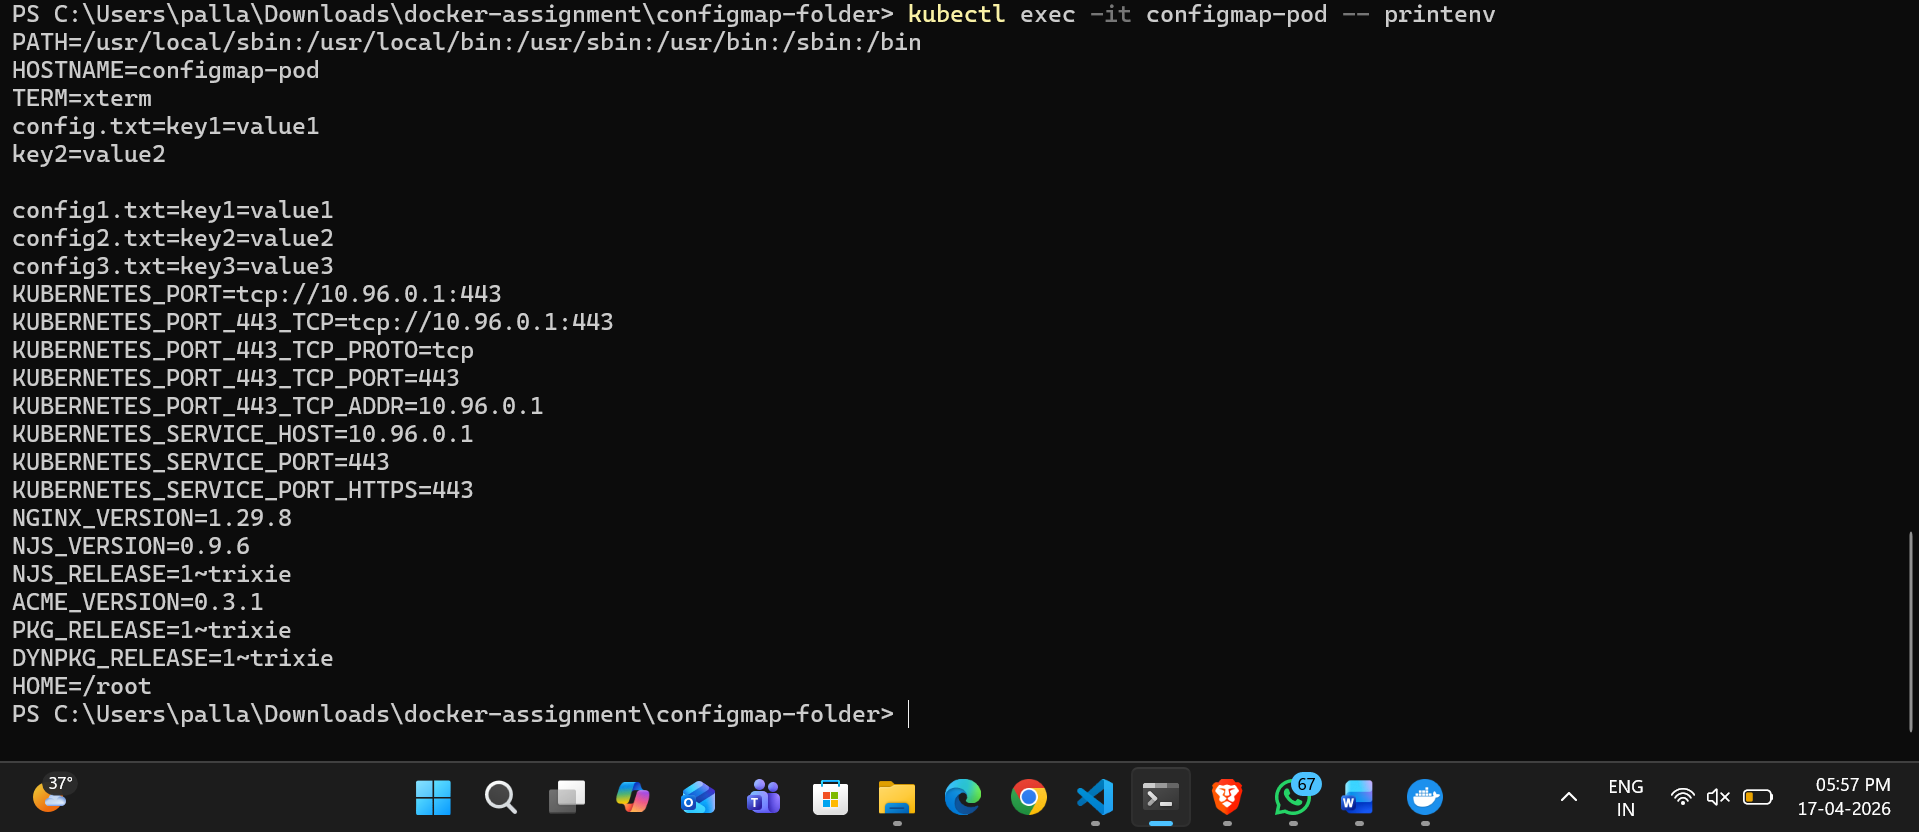 PS C:\Users\palla\Downloads\docker-assignment\configmap-folder> kubectl exec -it configmap-pod -- printenv
PATH=/usr/local/sbin:/usr/local/bin:/usr/sbin:/usr/bin:/sbin:/bin
HOSTNAME=configmap-pod
TERM=xterm
config.txt=key1=value1
key2=value2

config1.txt=key1=value1
config2.txt=key2=value2
config3.txt=key3=value3
KUBERNETES_PORT=tcp://10.96.0.1:443
KUBERNETES_PORT_443_TCP=tcp://10.96.0.1:443
KUBERNETES_PORT_443_TCP_PROTO=tcp
KUBERNETES_PORT_443_TCP_PORT=443
KUBERNETES_PORT_443_TCP_ADDR=10.96.0.1
KUBERNETES_SERVICE_HOST=10.96.0.1
KUBERNETES_SERVICE_PORT=443
KUBERNETES_SERVICE_PORT_HTTPS=443
NGINX_VERSION=1.29.8
NJS_VERSION=0.9.6
NJS_RELEASE=1~trixie
ACME_VERSION=0.3.1
PKG_RELEASE=1~trixie
DYNPKG_RELEASE=1~trixie
HOME=/root
PS C:\Users\palla\Downloads\docker-assignment\configmap-folder>
37°
O
T
67
W
ENG
IN
05:57 PM
17-04-2026